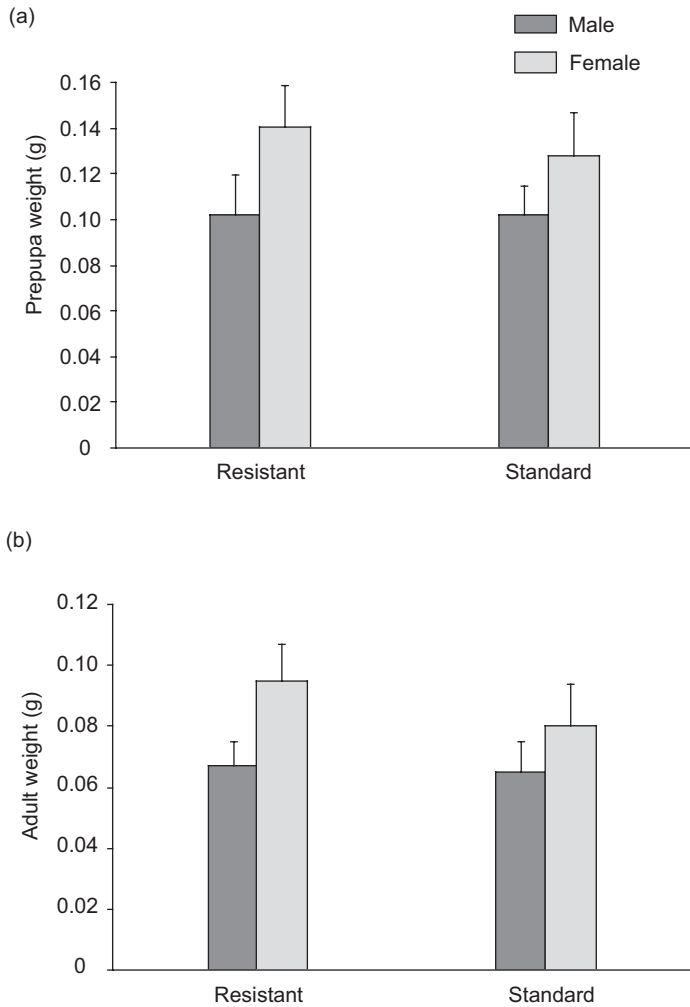 (a)
Male
Female
0.16
0.14
0.12
0.10
0.08
0.06
0.04
0.02
0
Prepupa weight (g)
Resistant Standard
(b)
0.12
0.10
0.08
0.06
0.04
0.02
0
Adult weight (g)
Resistant Standard